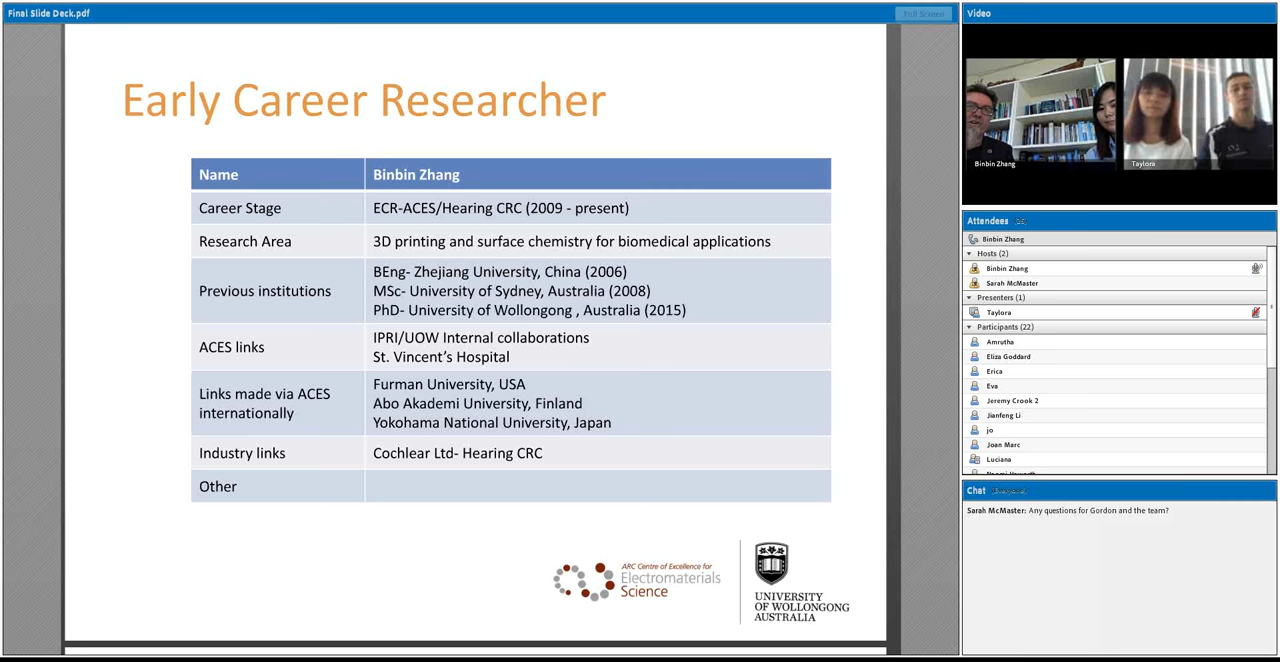 Final Slide Deck.pdf
Full Screen
Early Career Researcher
Name Binbin Zhang
Career Stage ECR-ACES/Hearing CRC (2009 - present)
Research Area 3D printing and surface chemistry for biomedical applications
Previous institutions
BEng- Zhejiang University, China (2006)
MSc- University of Sydney, Australia (2008)
PhD- University of Wollongong , Australia (2015)
ACES links
IPRI/UOW Internal collaborations
St. Vincent's Hospital
Links made via ACES
internationally
Furman University, USA
Abo Akademi University, Finland
Yokohama National University, Japan
Industry links Cochlear Ltd- Hearing CRC
Other
ARC Centre of Excellence for
Electromaterials
Science
UNIVERSITY
OF WOLLONGONG
AUSTRALIA
Video
Binbin Zhang
Taylora
Attendees
Binbin Zhang
Hosts (2)
Binbin Zhang
Sarah McMaster
Presenters (1)
Taylora
Participants (22)
Amrutha
Eliza Goddard
Erica
Eva
Jeremy Crook 2
Jianfeng Li
jo
Joan Marc
Luciana
Chat (Everyone)
Sarah McMaster: Any questions for Gordon and the team?